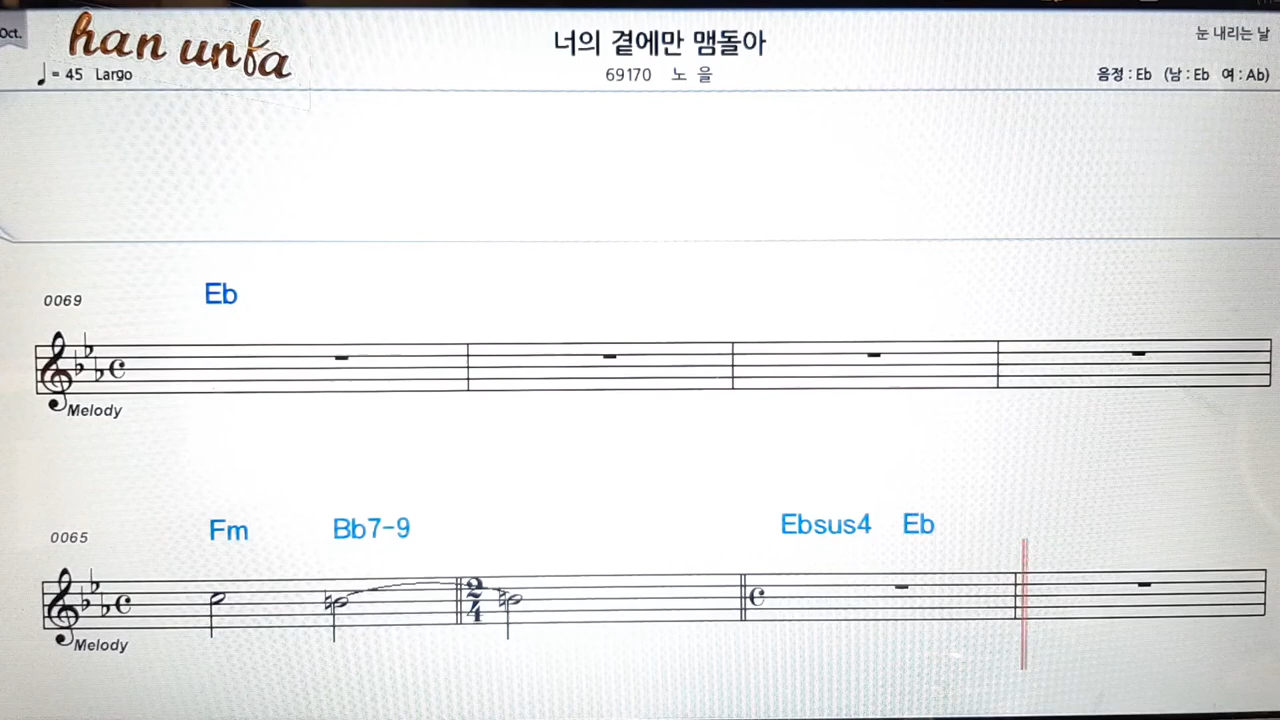 Oct.
han unfa
♩= 45 Largo
너의 곁에만 맴돌아
69170 노 을
눈 내리는 날
음정 : Eb (남 : Eb 여 : Ab)
0069
Eb
Melody
0065
Fm Bb7-9 Ebsus4 Eb
2
4
Melody